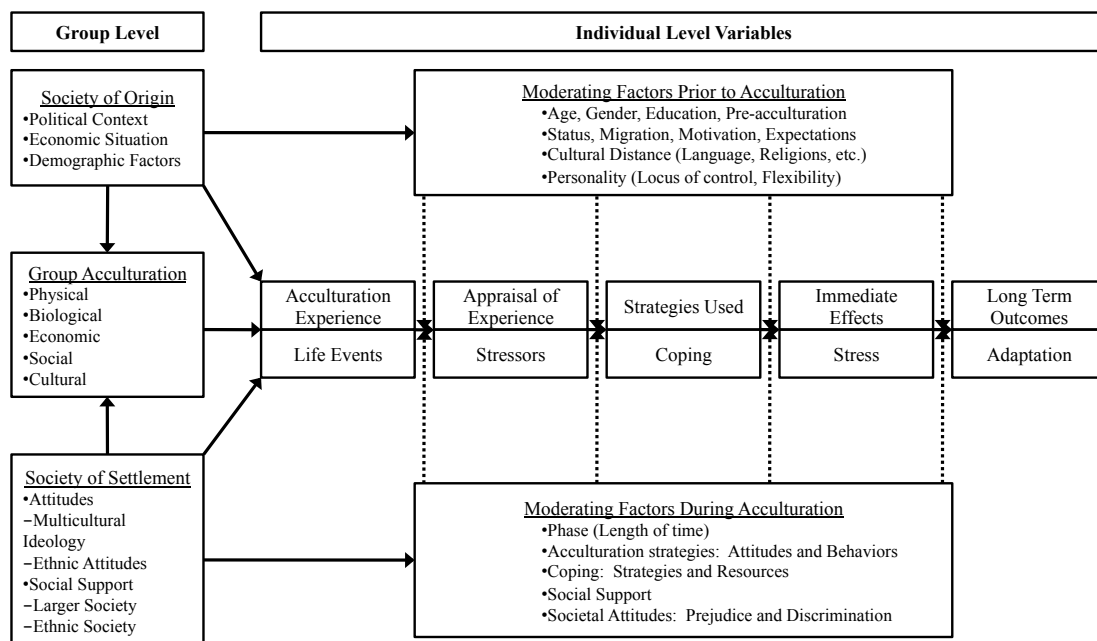 Group Level
Individual Level Variables
Society of Origin
•Political Context
•Economic Situation
•Demographic Factors
Moderating Factors Prior to Acculturation
•Age, Gender, Education, Pre-acculturation
•Status, Migration, Motivation, Expectations
•Cultural Distance (Language, Religions, etc.)
•Personality (Locus of control, Flexibility)
Group Acculturation
•Physical
•Biological
•Economic
•Social
•Cultural
Acculturation
Experience
Life Events
Appraisal of
Experience
Stressors
Strategies Used
Coping
Immediate
Effects
Stress
Long Term
Outcomes
Adaptation
Society of Settlement
•Attitudes
–Multicultural
Ideology
–Ethnic Attitudes
•Social Support
–Larger Society
–Ethnic Society
Moderating Factors During Acculturation
•Phase (Length of time)
•Acculturation strategies:  Attitudes and Behaviors
•Coping:  Strategies and Resources
•Social Support
•Societal Attitudes:  Prejudice and Discrimination